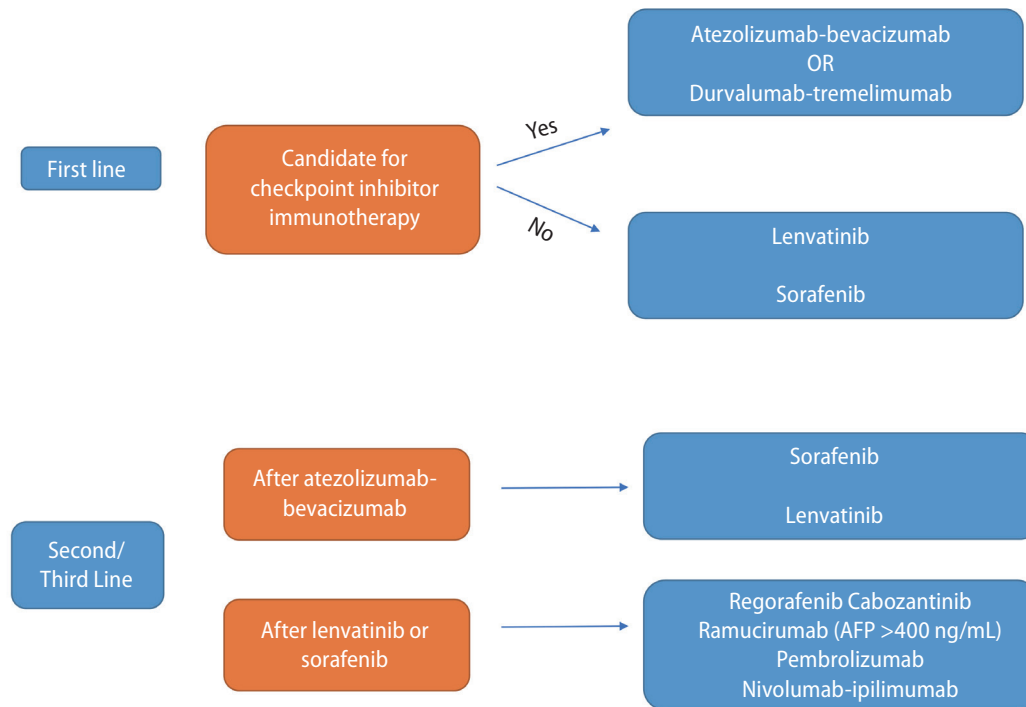 First line
Candidate for
checkpoint inhibitor
immunotherapy
Yes
No
Atezolizumab-bevacizumab
OR
Durvalumab-tremelimumab
Lenvatinib
Sorafenib
Second/
Third Line
After atezolizumab-
bevacizumab
Sorafenib
Lenvatinib
After lenvatinib or
sorafenib
Regorafenib Cabozantinib
Ramucirumab (AFP >400 ng/mL)
Pembrolizumab
Nivolumab-ipilimumab